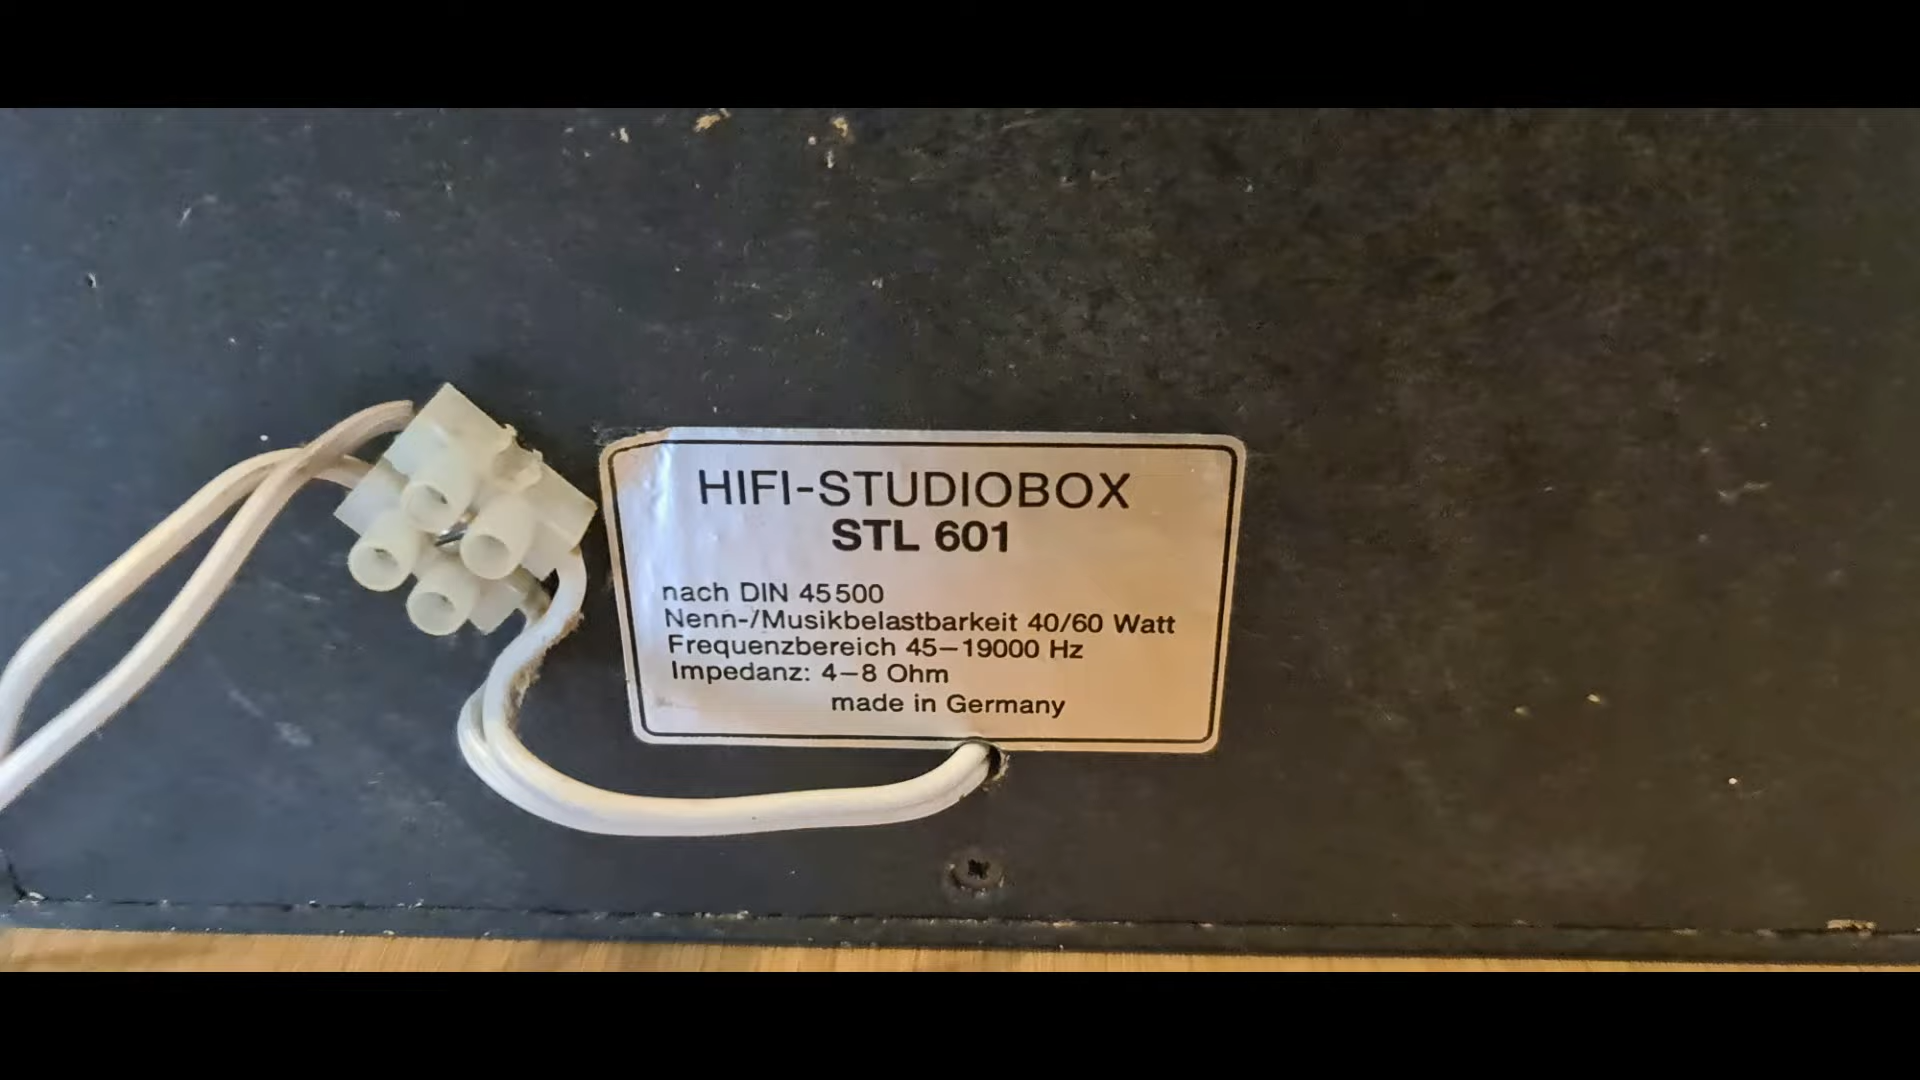 HIFI-STUDIOBOX
STL 601
nach DIN 45500
Nenn-/Musikbelastbarkeit 40/60 Watt
Frequenzbereich 45–19000 Hz
Impedanz: 4–8 Ohm
made in Germany